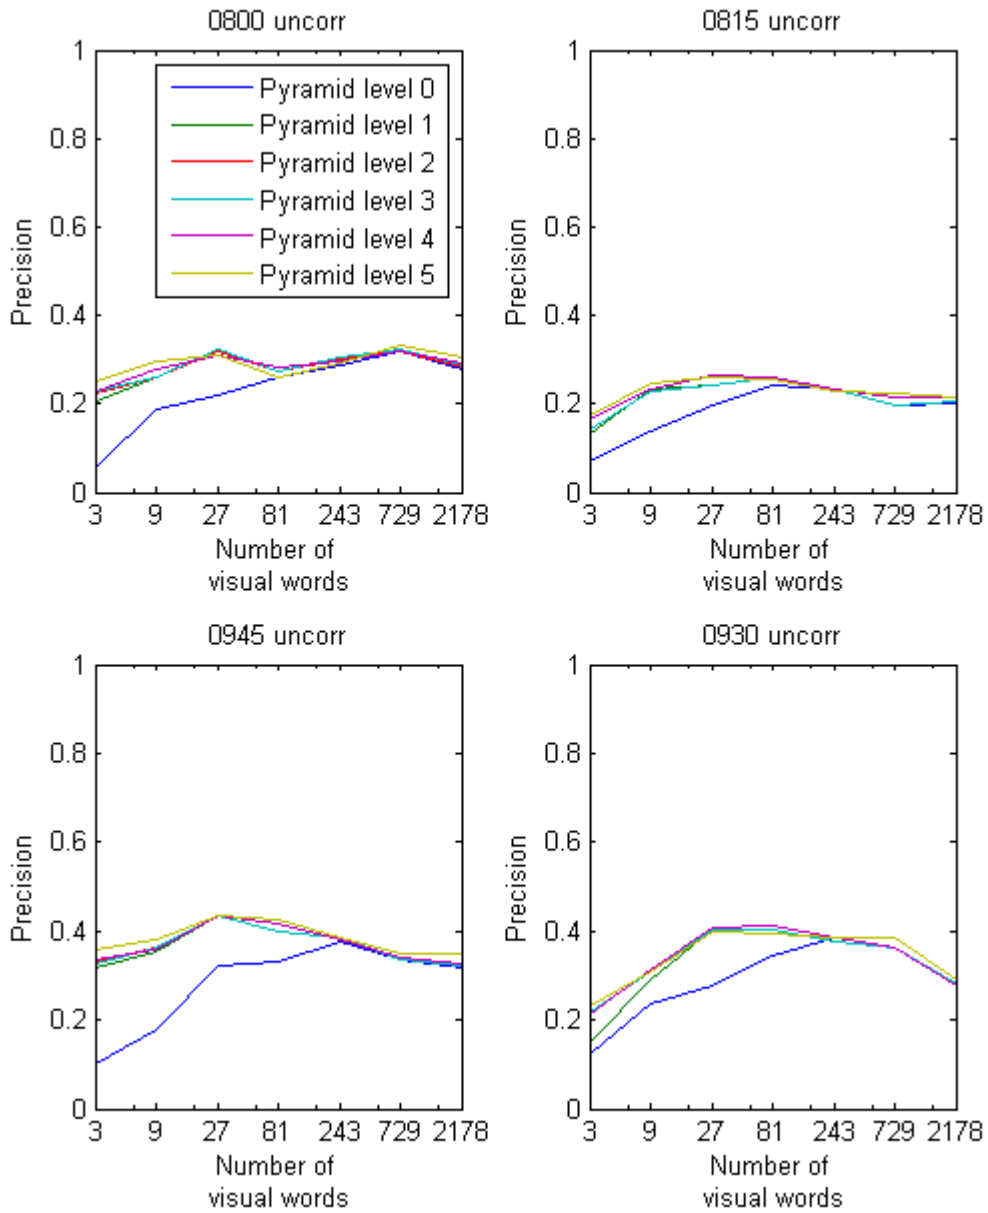 0800 uncorr
1
0.8
0.6
0.4
0.2
0
Precision
Pyramid level 0
Pyramid level 1
Pyramid level 2
Pyramid level 3
Pyramid level 4
Pyramid level 5
3 9 27 81 243 729 2178
Number of
visual words
0815 uncorr
1
0.8
0.6
0.4
0.2
0
Precision
3 9 27 81 243 729 2178
Number of
visual words
0945 uncorr
1
0.8
0.6
0.4
0.2
0
Precision
3 9 27 81 243 729 2178
Number of
visual words
0930 uncorr
1
0.8
0.6
0.4
0.2
0
Precision
3 9 27 81 243 729 2178
Number of
visual words